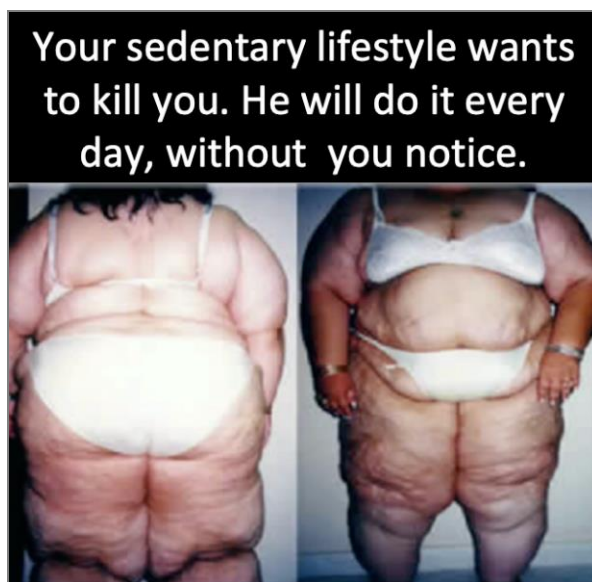 Your sedentary lifestyle wants
to kill you. He will do it every
day, without  you notice.